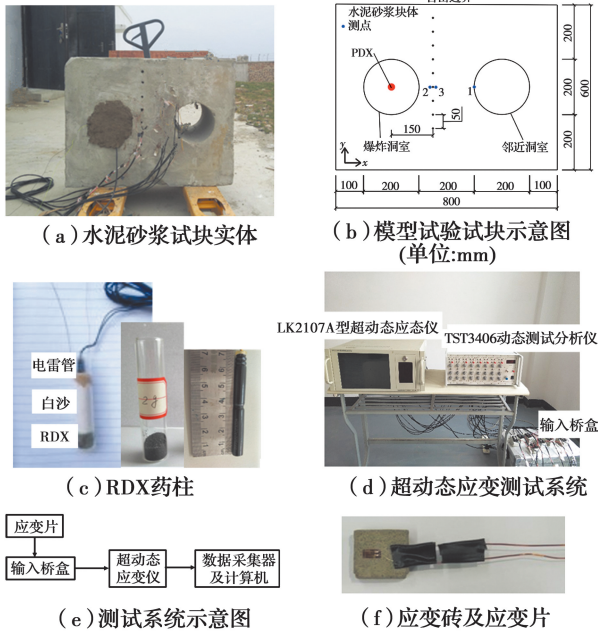 (a)水泥砂浆试块实体
水泥砂浆块体
测点
PDX
2
3
1
50
150
爆炸洞室
邻近洞室
y
x
200
200
200
600
100
200
200
200
100
800
(b)模型试验试块示意图
(单位:mm)
电雷管
白沙
RDX
2g
(c)RDX药柱
LK2107A型超动态应态仪
TST3406动态测试分析仪
输入桥盒
(d)超动态应变测试系统
应变片
输入桥盒
超动态
应变仪
数据采集器
及计算机
(e)测试系统示意图
(f)应变砖及应变片